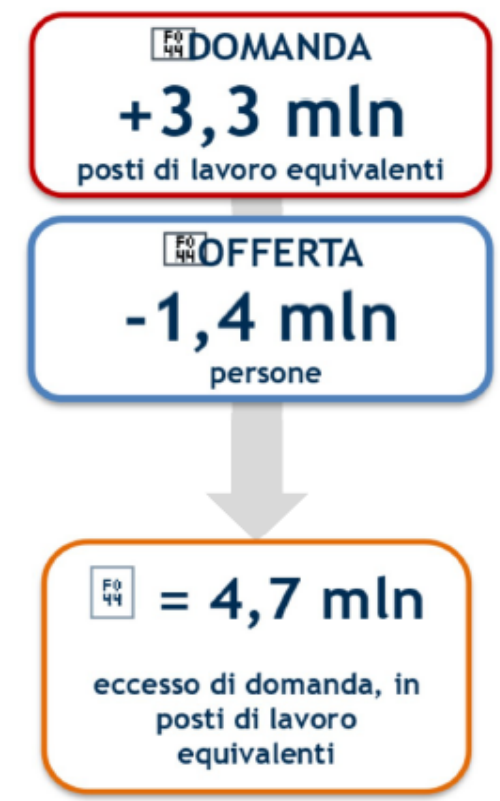 DOMANDA
+3,3 mln
posti di lavoro equivalenti
OFFERTA
-1,4 mln
persone
= 4,7 mln
eccesso di domanda, in
posti di lavoro
equivalenti